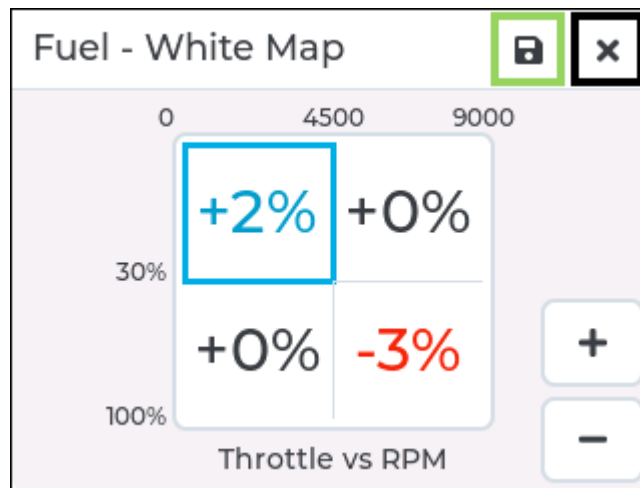 Fuel - White Map
0 4500 9000
+2% +0%
30%
+0% -3%
100%
Throttle vs RPM
+
−